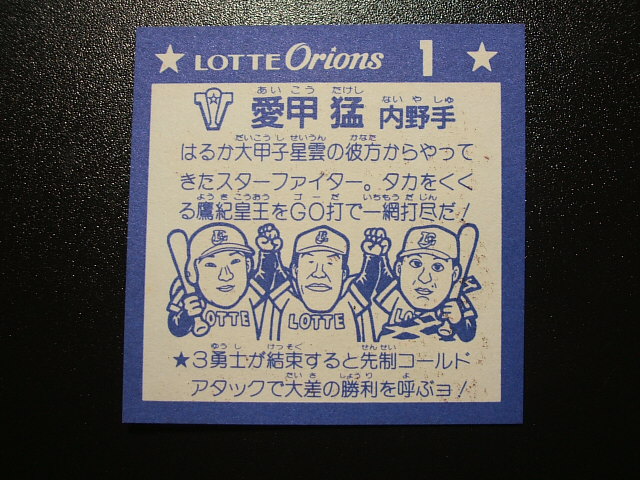 ★ LOTTE Orions 1 ★
あいこう たけし ないやしゅ
愛甲 猛 内野手
だいこうしせいうん かなた
はるか大甲子星雲の彼方からやって
きたスターファイター。タカをくく
ようきこうおう ゴーだ いちもうだじん
る鷹紀皇王をGO打で一網打尽だ!
LOTTE LOTTE LOTTE
ゆうし けっそく せんせい
★3勇士が結束すると先制コールド
たいさ しょうり よ
アタックで大差の勝利を呼ぶヨ!